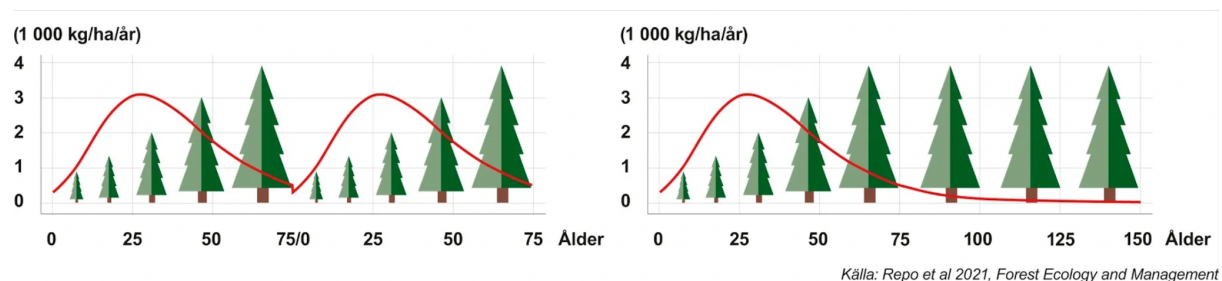 (1 000 kg/ha/år)
4
3
2
1
0
0 25 50 75/0 25 50 75 Ålder
(1 000 kg/ha/år)
4
3
2
1
0
0 25 50 75 100 125 150 Ålder
Källa: Repo et al 2021, Forest Ecology and Management